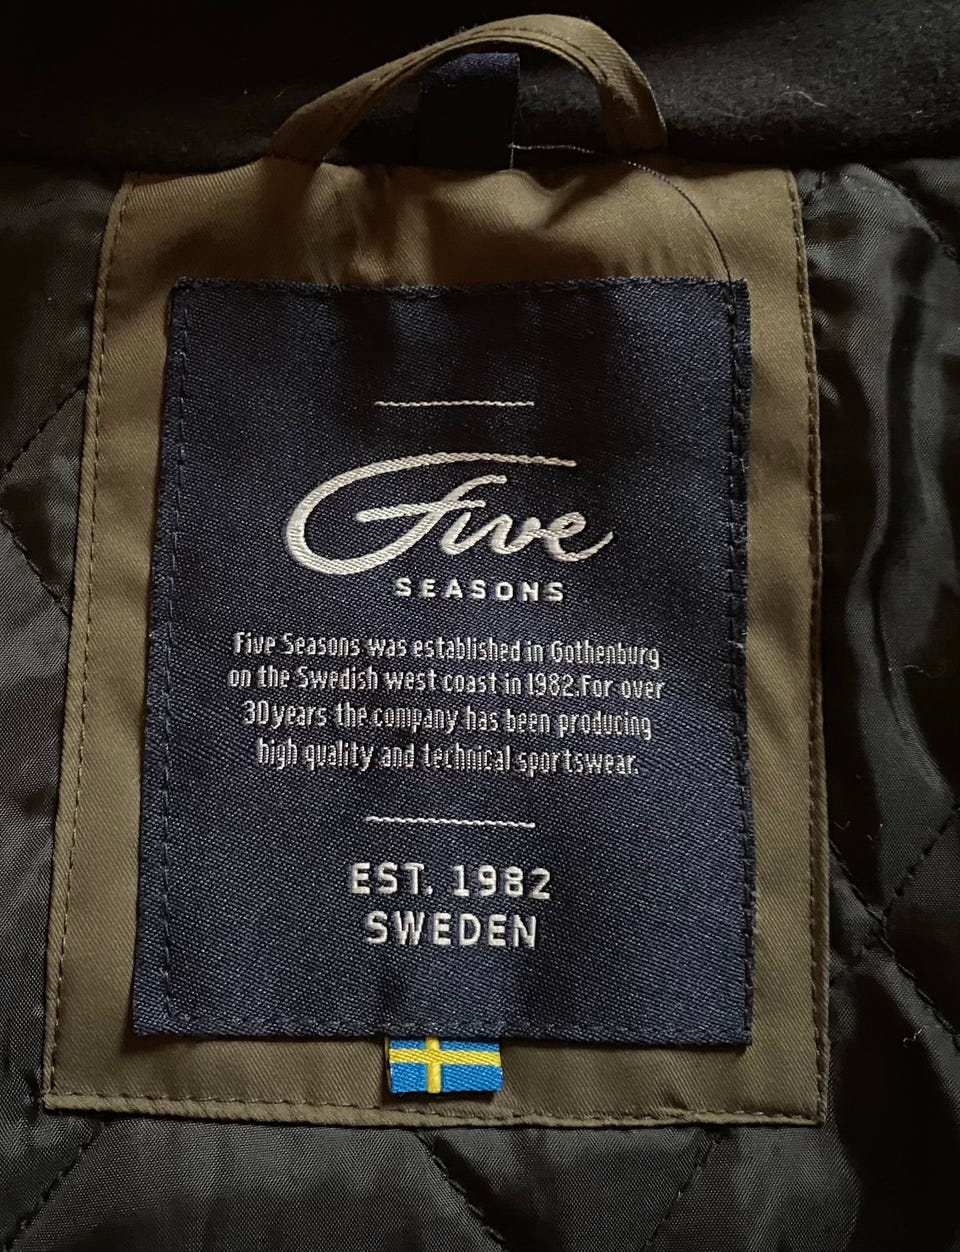 Five
SEASONS
Five Seasons was established in Gothenburg
on the Swedish west coast in 1982.For over
30 years the company has been producing
high quality and technical sportswear.
EST. 1982
SWEDEN